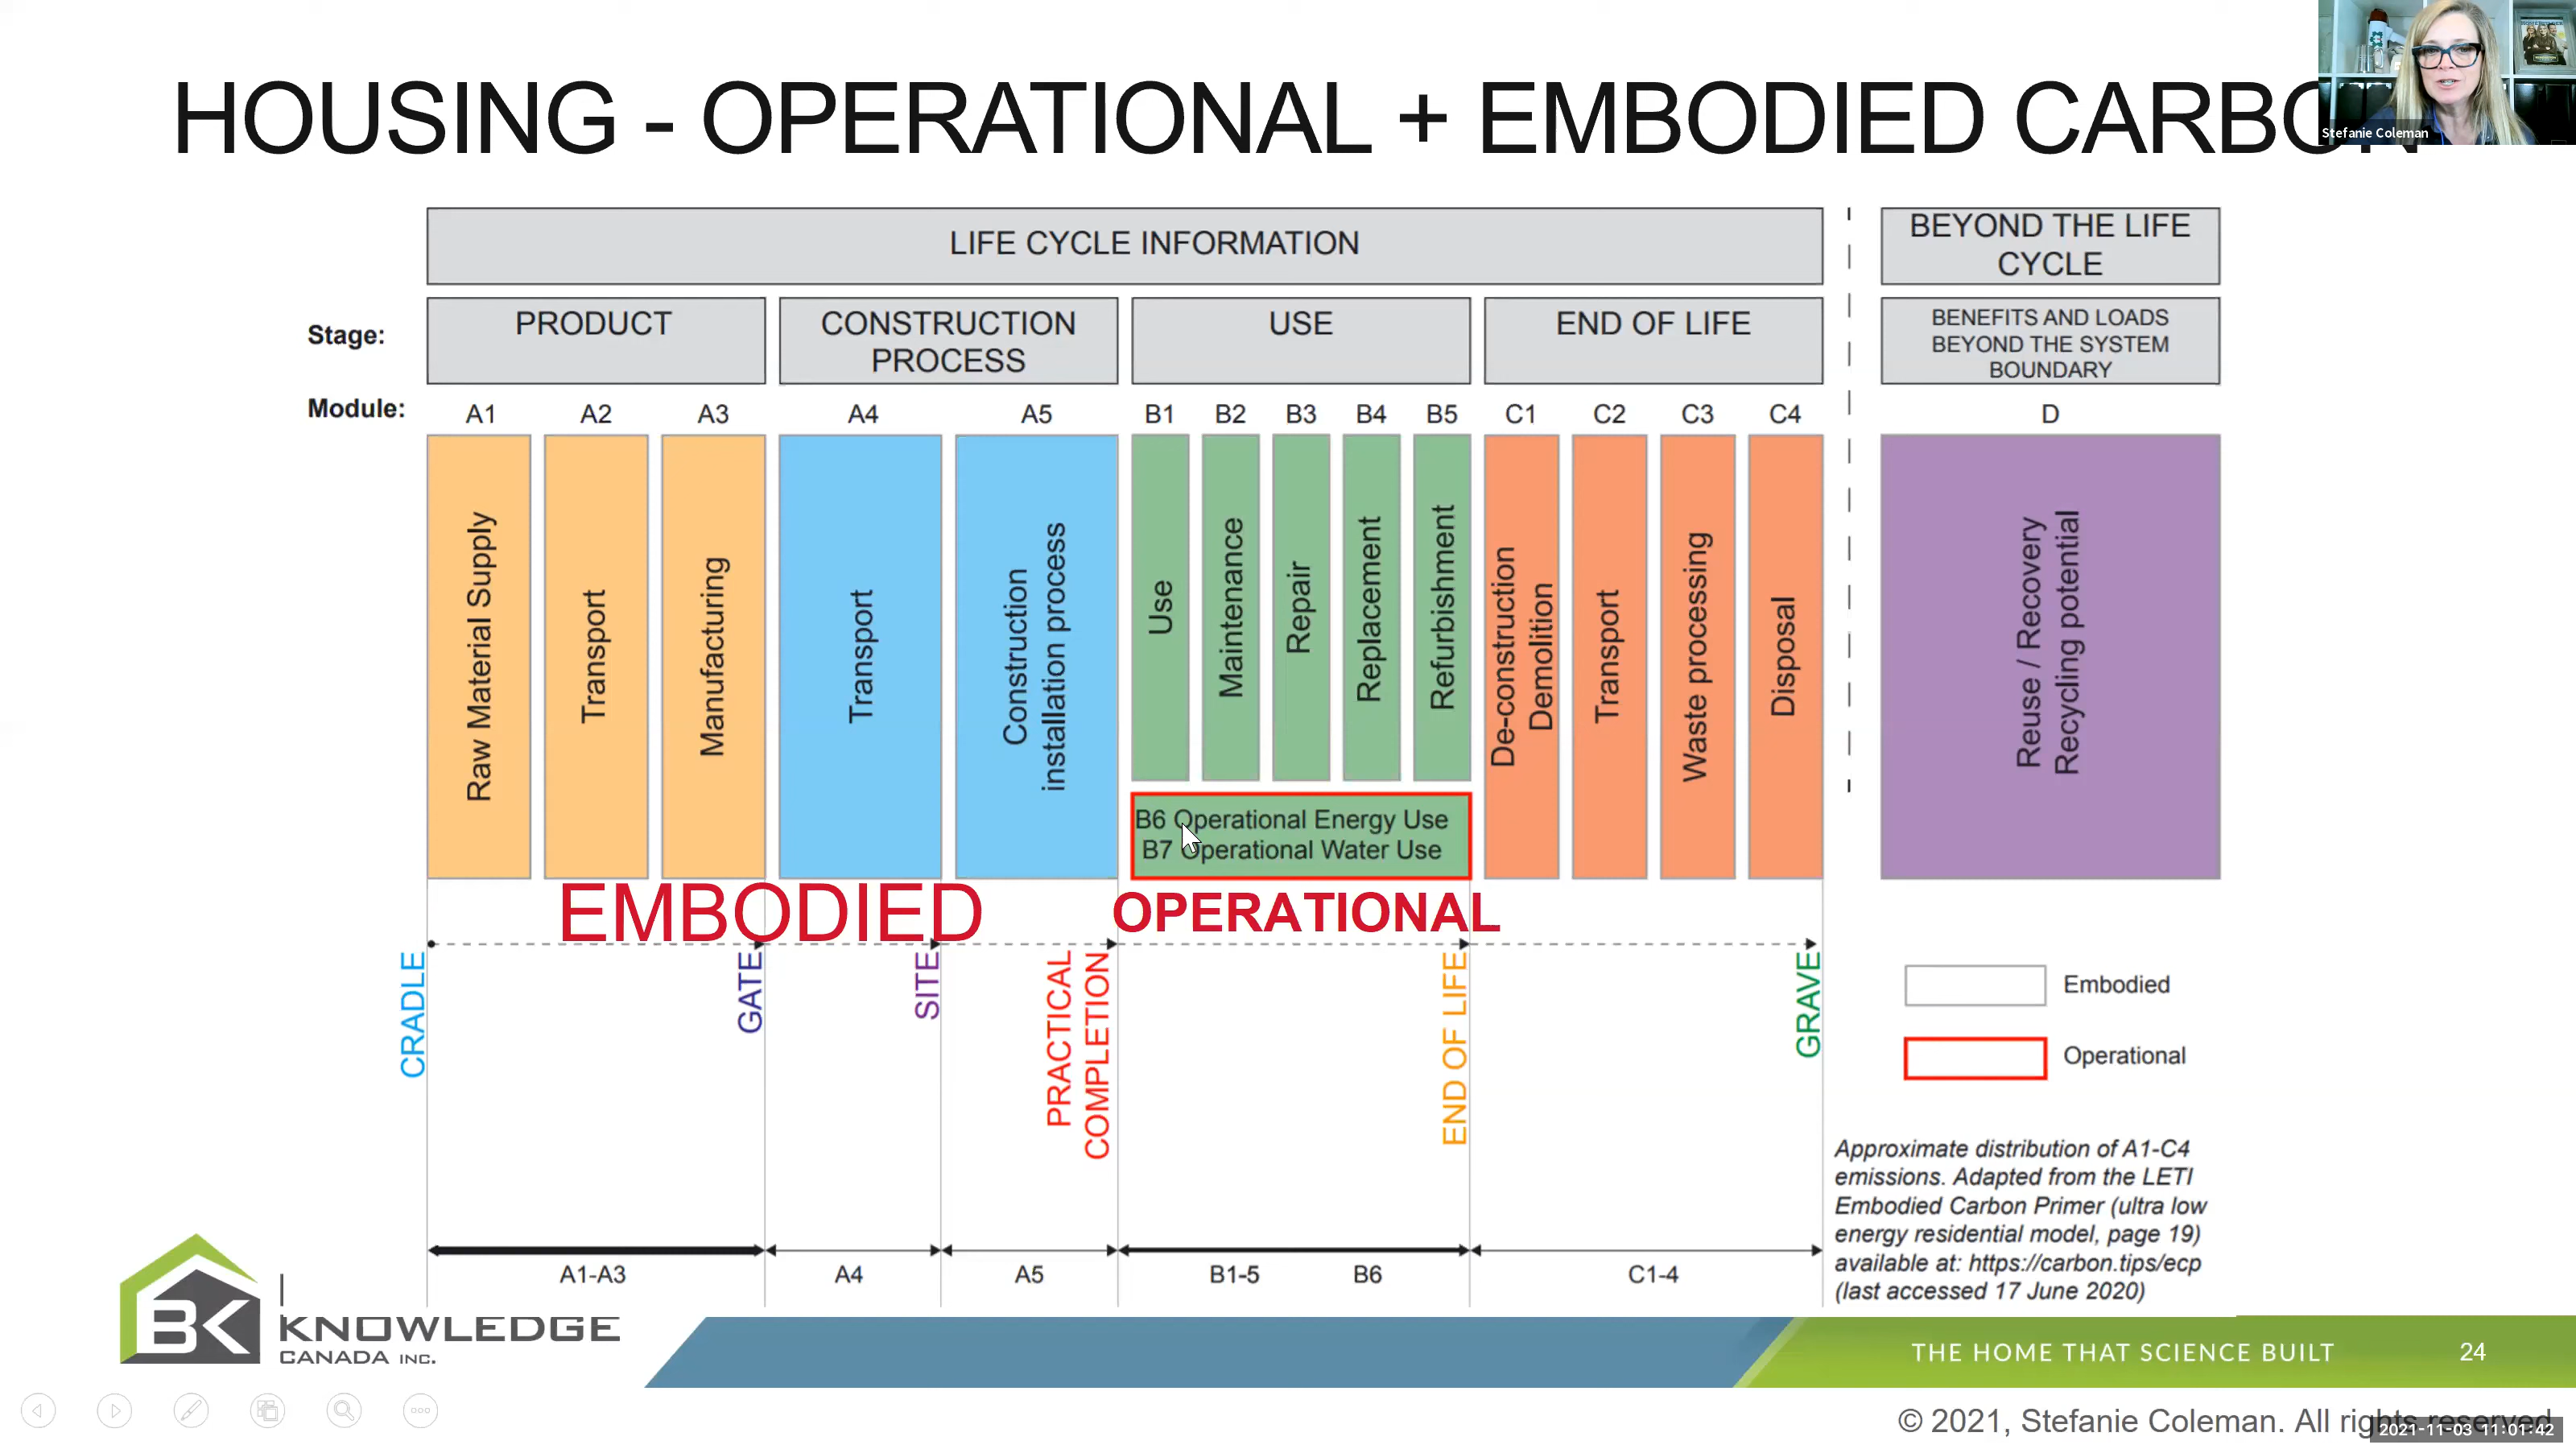 HOUSING - OPERATIONAL + EMBODIED CARBON
Stefanie Coleman
LIFE CYCLE INFORMATION
BEYOND THE LIFE
CYCLE
Stage:
PRODUCT
CONSTRUCTION
PROCESS
USE
END OF LIFE
BENEFITS AND LOADS
BEYOND THE SYSTEM
BOUNDARY
Module:
A1
A2
A3
A4
A5
B1
B2
B3
B4
B5
C1
C2
C3
C4
D
Raw Material Supply
Transport
Manufacturing
Transport
Construction
installation process
Use
Maintenance
Repair
Replacement
Refurbishment
De-construction
Demolition
Transport
Waste processing
Disposal
Reuse / Recovery
Recycling potential
B6 Operational Energy Use
B7 Operational Water Use
EMBODIED
OPERATIONAL
CRADLE
GATE
SITE
PRACTICAL
COMPLETION
END OF LIFE
GRAVE
Embodied
Operational
Approximate distribution of A1-C4
emissions. Adapted from the LETI
Embodied Carbon Primer (ultra low
energy residential model, page 19)
available at: https://carbon.tips/ecp
(last accessed 17 June 2020)
A1-A3
A4
A5
B1-5
B6
C1-4
BK
KNOWLEDGE
CANADA INC.
THE HOME THAT SCIENCE BUILT
24
© 2021, Stefanie Coleman. All rights reserved
2021-11-03 11:01:42